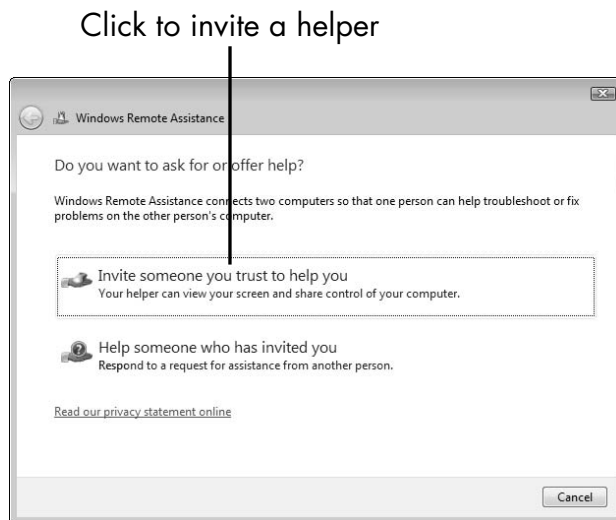 Click to invite a helper
Windows Remote Assistance
Do you want to ask for or offer help?
Windows Remote Assistance connects two computers so that one person can help troubleshoot or fix
problems on the other person's computer.
Invite someone you trust to help you
Your helper can view your screen and share control of your computer.
Help someone who has invited you
Respond to a request for assistance from another person.
Read our privacy statement online
Cancel